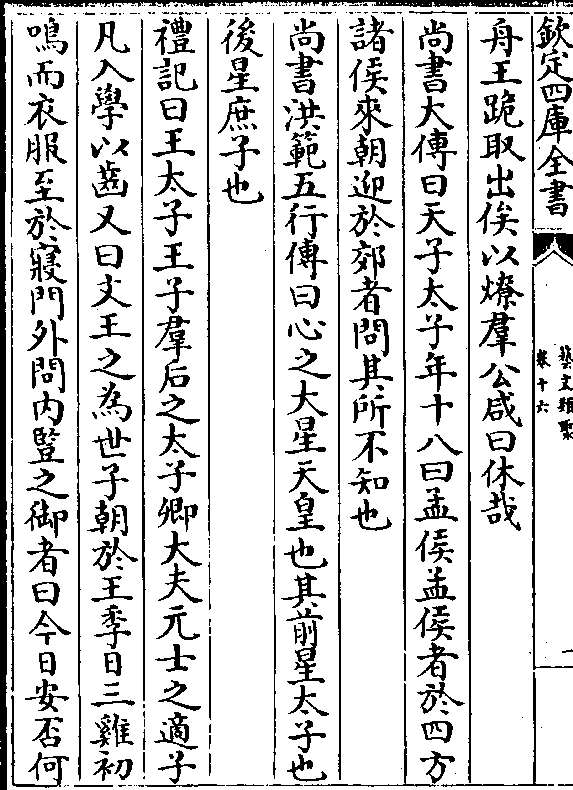 欽定四庫全書
藝文類聚
卷十六
舟王跪取出俟以燎羣公咸曰休哉
尚書大傳曰天子太子年十八曰孟侯孟侯者於四方
諸侯來朝迎於郊者問其所不知也
尚書洪範五行傳曰心之大星天皇也其前星太子也
後星庶子也
禮記曰王太子王子羣后之太子卿大夫元士之適子
凡入學以齒又曰文王之為世子朝於王季日三雞初
鳴而衣服至於寢門外問内豎之御者曰今日安否何